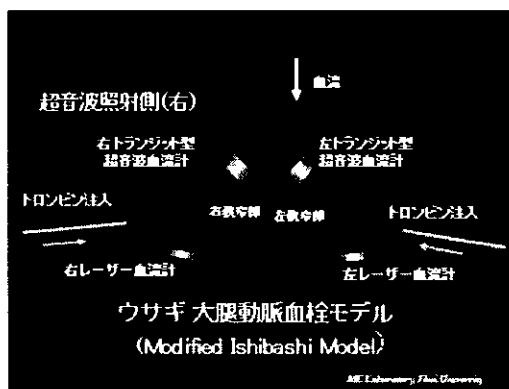 血流
超音波照射側(右)
右トランジット型
超音波血流計
左トランジット型
超音波血流計
トロンビン注入
右狭窄部
左狭窄部
トロンビン注入
右レーザー血流計
左レーザー血流計
ウサギ 大腿動脈血栓モデル
(Modified Ishibashi Model)
ME Laboratory,